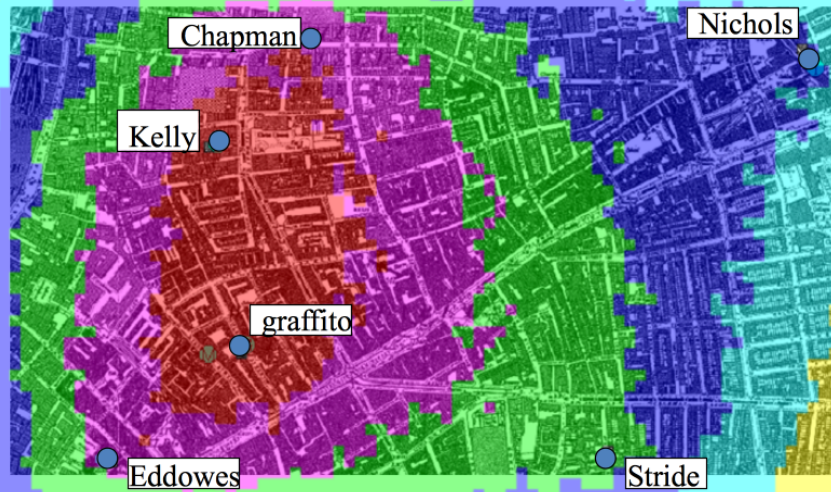 Nichols
Chapman
Kelly
graffito
Eddowes
Stride